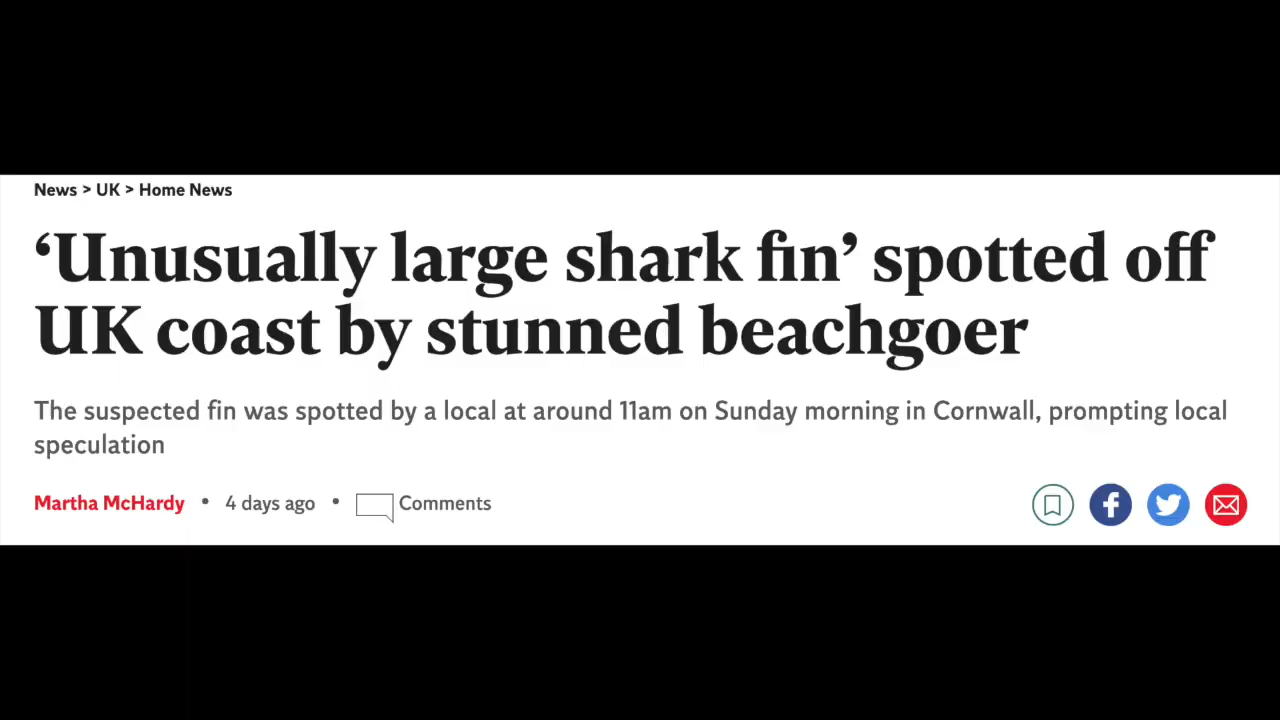 News > UK > Home News
‘Unusually large shark fin’ spotted off
UK coast by stunned beachgoer
The suspected fin was spotted by a local at around 11am on Sunday morning in Cornwall, prompting local
speculation
Martha McHardy • 4 days ago • Comments